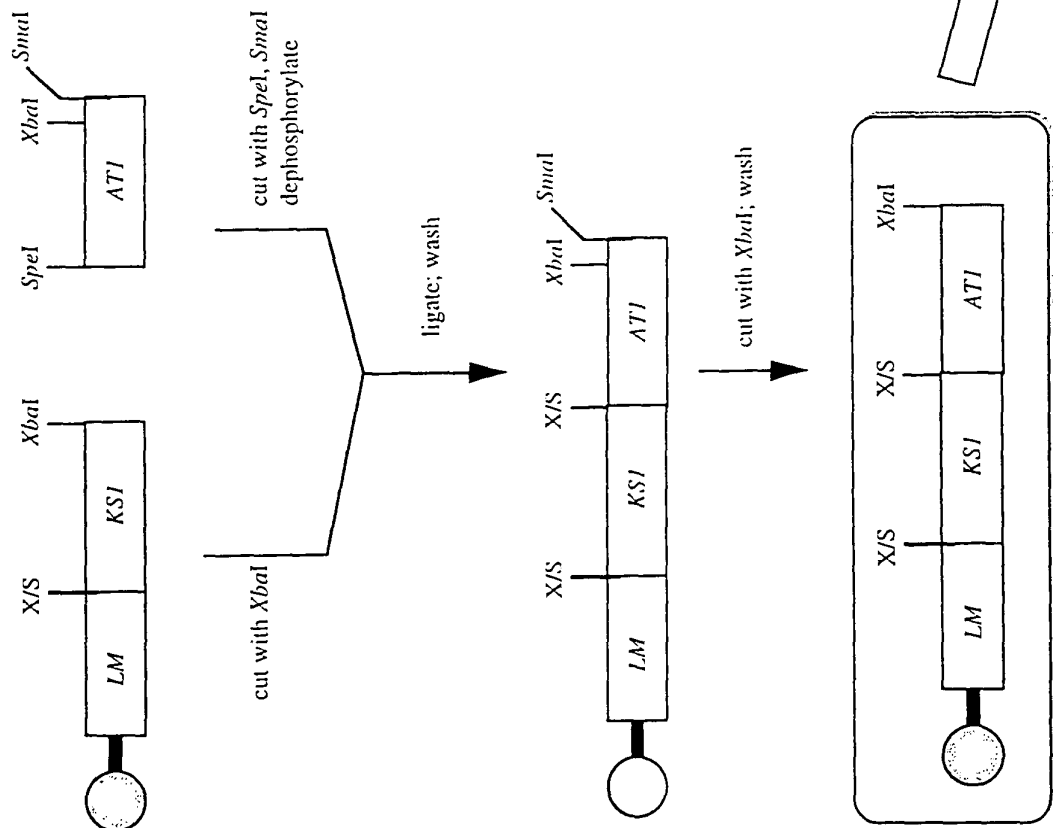 X/S
XbaI
LM
KS1
SpeI
XbaI
SmaI
AT1
cut with XbaI
cut with SpeI, SmaI
dephosphorylate
ligate; wash
X/S
X/S
XbaI
SmaI
LM
KS1
AT1
cut with XbaI; wash
X/S
X/S
XbaI
LM
KS1
AT1